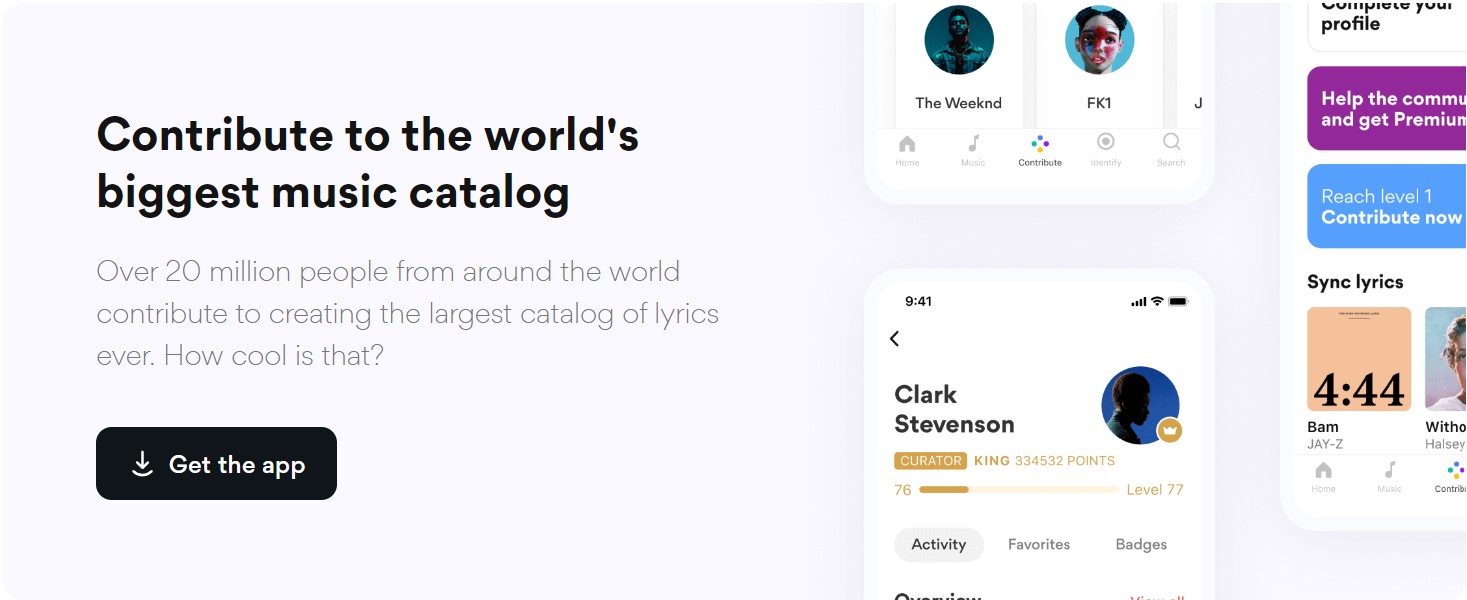 Contribute to the world's
biggest music catalog
Over 20 million people from around the world
contribute to creating the largest catalog of lyrics
ever. How cool is that?
Get the app
The Weeknd
FK1
J
Home
Music
Contribute
Identify
Search
9:41
Clark
Stevenson
CURATOR KING 334532 POINTS
76
Level 77
Activity
Favorites
Badges
Overview
View all
Complete your
profile
Help the commu
and get Premium
Reach level 1
Contribute now
Sync lyrics
4:44
Bam
JAY-Z
Witho
Halsey
Home
Music
Contrib